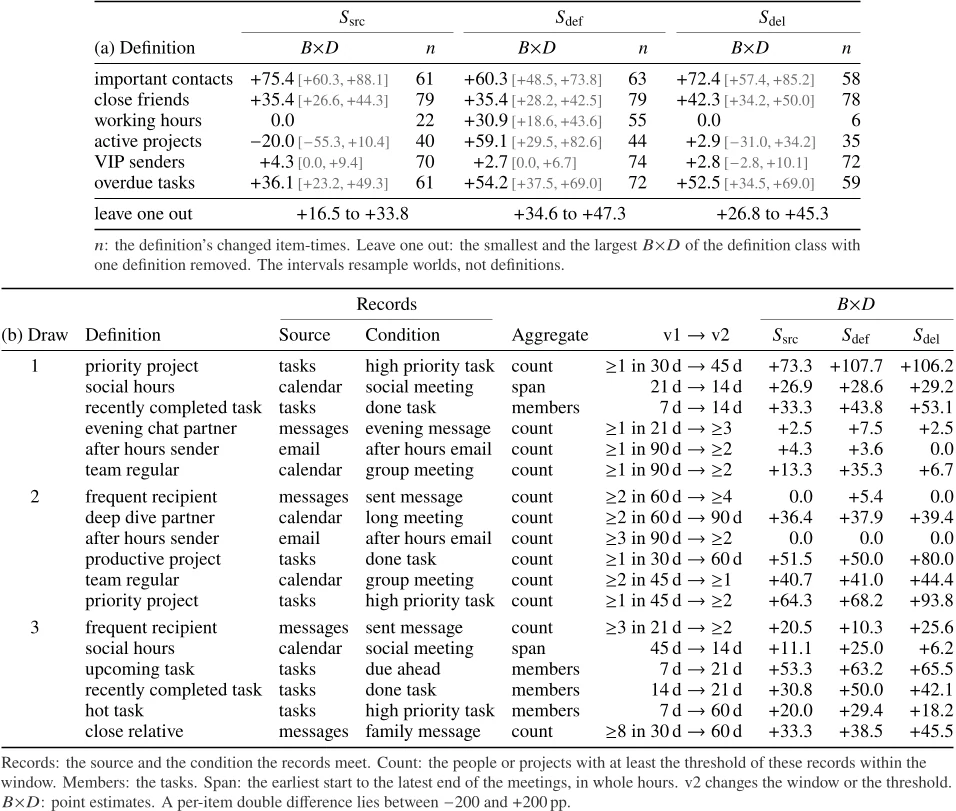 S_src S_def S_del
(a) Definition B×D n B×D n B×D n
important contacts +75.4 [+60.3, +88.1] 61 +60.3 [+48.5, +73.8] 63 +72.4 [+57.4, +85.2] 58
close friends +35.4 [+26.6, +44.3] 79 +35.4 [+28.2, +42.5] 79 +42.3 [+34.2, +50.0] 78
working hours 0.0 22 +30.9 [+18.6, +43.6] 55 0.0 6
active projects −20.0 [−55.3, +10.4] 40 +59.1 [+29.5, +82.6] 44 +2.9 [−31.0, +34.2] 35
VIP senders +4.3 [0.0, +9.4] 70 +2.7 [0.0, +6.7] 74 +2.8 [−2.8, +10.1] 72
overdue tasks +36.1 [+23.2, +49.3] 61 +54.2 [+37.5, +69.0] 72 +52.5 [+34.5, +69.0] 59
leave one out +16.5 to +33.8 +34.6 to +47.3 +26.8 to +45.3
n: the definition's changed item-times. Leave one out: the smallest and the largest B×D of the definition class with
one definition removed. The intervals resample worlds, not definitions.
Records B×D
(b) Draw Definition Source Condition Aggregate v1 → v2 S_src S_def S_del
1 priority project tasks high priority task count ≥1 in 30 d → 45 d +73.3 +107.7 +106.2
social hours calendar social meeting span 21 d → 14 d +26.9 +28.6 +29.2
recently completed task tasks done task members 7 d → 14 d +33.3 +43.8 +53.1
evening chat partner messages evening message count ≥1 in 21 d → ≥3 +2.5 +7.5 +2.5
after hours sender email after hours email count ≥1 in 90 d → ≥2 +4.3 +3.6 0.0
team regular calendar group meeting count ≥1 in 90 d → ≥2 +13.3 +35.3 +6.7
2 frequent recipient messages sent message count ≥2 in 60 d → ≥4 0.0 +5.4 0.0
deep dive partner calendar long meeting count ≥2 in 60 d → 90 d +36.4 +37.9 +39.4
after hours sender email after hours email count ≥3 in 90 d → ≥2 0.0 0.0 0.0
productive project tasks done task count ≥1 in 30 d → 60 d +51.5 +50.0 +80.0
team regular calendar group meeting count ≥2 in 45 d → ≥1 +40.7 +41.0 +44.4
priority project tasks high priority task count ≥1 in 45 d → ≥2 +64.3 +68.2 +93.8
3 frequent recipient messages sent message count ≥3 in 21 d → ≥2 +20.5 +10.3 +25.6
social hours calendar social meeting span 45 d → 14 d +11.1 +25.0 +6.2
upcoming task tasks due ahead members 7 d → 21 d +53.3 +63.2 +65.5
recently completed task tasks done task members 14 d → 21 d +30.8 +50.0 +42.1
hot task tasks high priority task members 7 d → 60 d +20.0 +29.4 +18.2
close relative messages family message count ≥8 in 30 d → 60 d +33.3 +38.5 +45.5
Records: the source and the condition the records meet. Count: the people or projects with at least the threshold of these records within the
window. Members: the tasks. Span: the earliest start to the latest end of the meetings, in whole hours. v2 changes the window or the threshold.
B×D: point estimates. A per-item double difference lies between −200 and +200 pp.